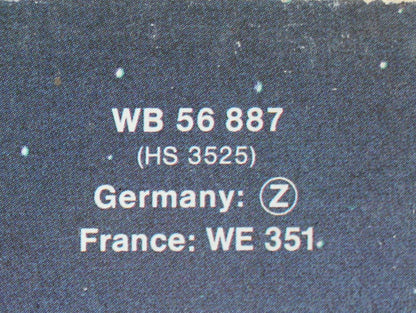 WB 56 887
(HS 3525)
Germany: Ⓩ
France: WE 351